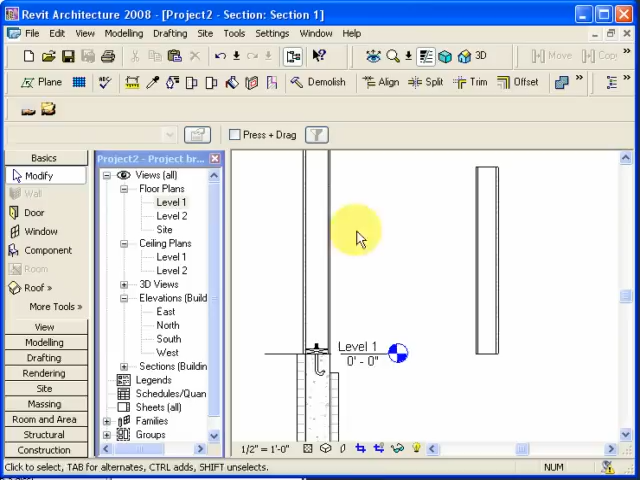 Revit Architecture 2008 - [Project2 - Section: Section 1]
File Edit View Modelling Drafting Site Tools Settings Window Help
3D Move
Plane Demolish Align Split Trim Offset
Press + Drag
Basics
Modify
Wall
Door
Window
Component
Room
Roof »
More Tools »
View
Modelling
Drafting
Rendering
Site
Massing
Room and Area
Structural
Construction
Project2 - Project br...
Views (all)
Floor Plans
Level 1
Level 2
Site
Ceiling Plans
Level 1
Level 2
3D Views
Elevations (Build
East
North
South
West
Sections (Buildin
Legends
Schedules/Quan
Sheets (all)
Families
Groups
Level 1
0' - 0"
1/2" = 1'-0"
Click to select, TAB for alternates, CTRL adds, SHIFT unselects.
NUM